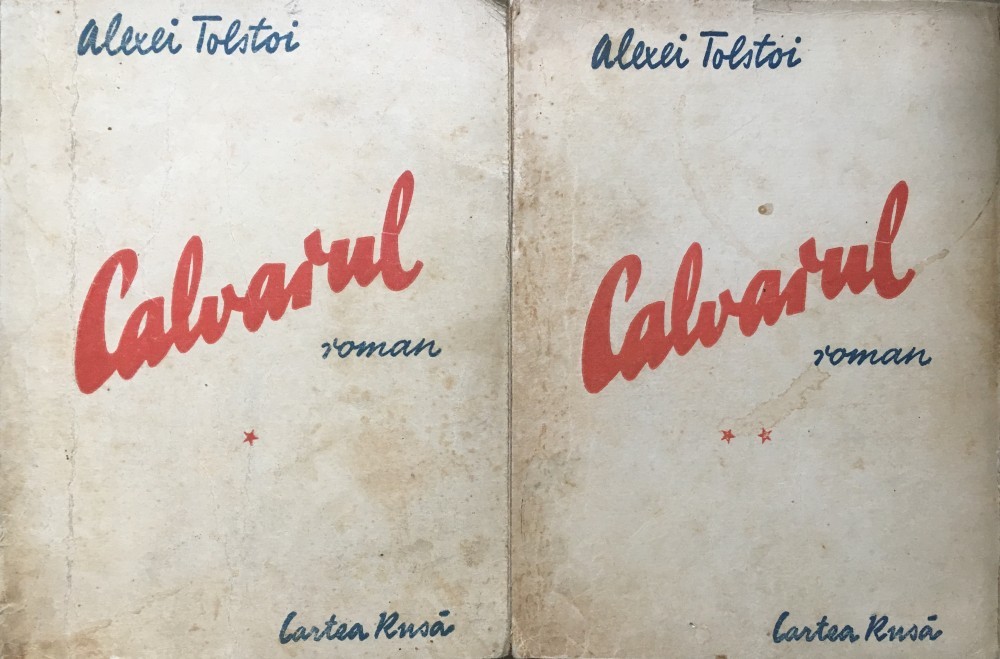 Alexei Tolstoi
Calvarul
roman
Cartea Rusă
Alexei Tolstoi
Calvarul
roman
Cartea Rusă